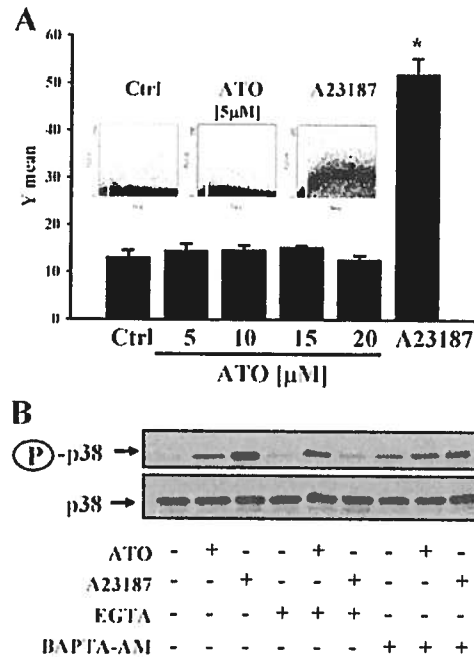 A
60
50
40
30
20
10
0
Y mean
Ctrl ATO A23187
[5µM]
Ctrl 5 10 15 20 A23187
ATO [µM]
B
P -p38
p38
ATO - + - - + - - + -
A23187 - - + - - + - - +
EGTA - - - + + + - - -
BAPTA-AM - - - - - - + + +
*